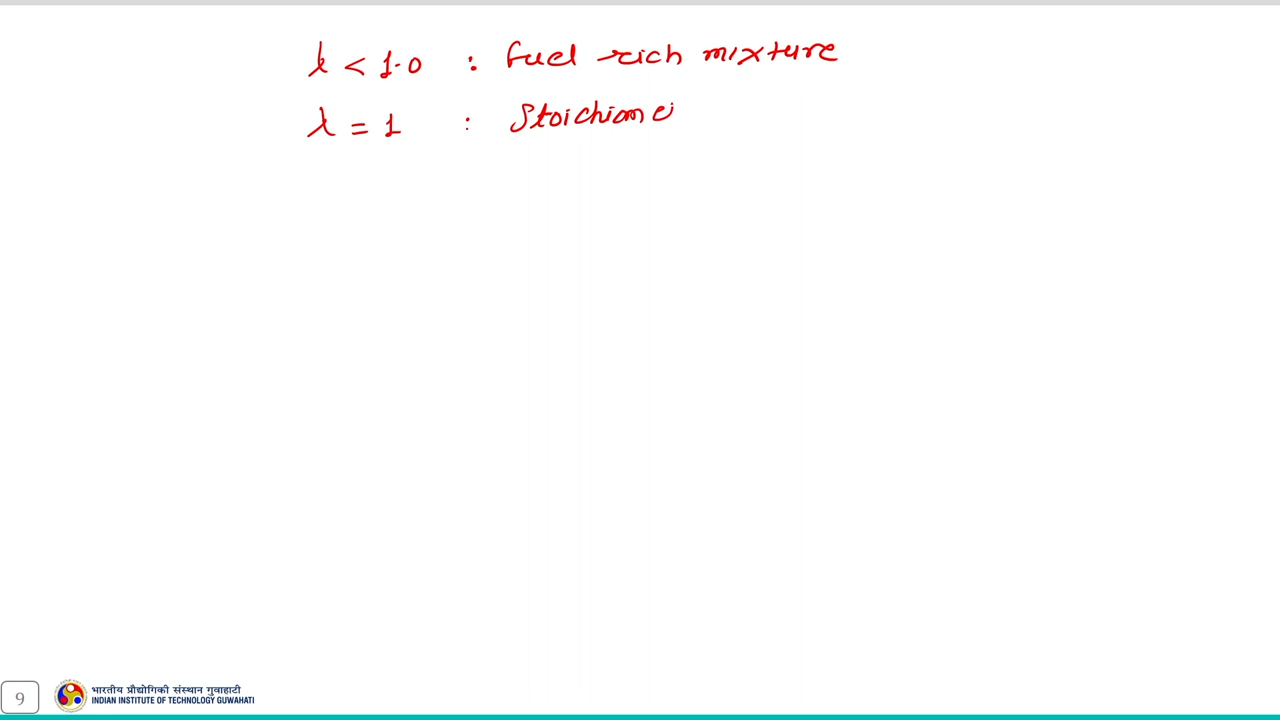 λ < 1.0 : fuel rich mixture
λ = 1 : Stoichiome
9
भारतीय प्रौद्योगिकी संस्थान गुवाहाटी
INDIAN INSTITUTE OF TECHNOLOGY GUWAHATI